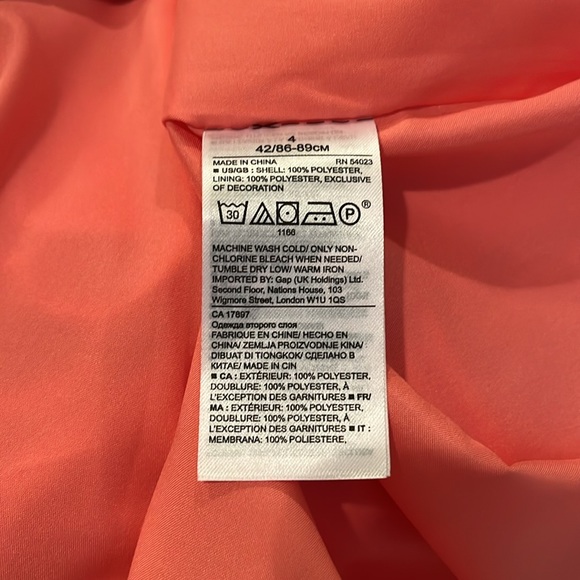 4
42/86-89CM
MADE IN CHINA RN 54023
■ US/GB : SHELL: 100% POLYESTER,
LINING: 100% POLYESTER, EXCLUSIVE
OF DECORATION
30 P ®
1166
MACHINE WASH COLD/ ONLY NON-
CHLORINE BLEACH WHEN NEEDED/
TUMBLE DRY LOW/ WARM IRON
IMPORTED BY: Gap (UK Holdings) Ltd.
Second Floor, Nations House, 103
Wigmore Street, London W1U 1QS
CA 17897
Одежда второго слоя
FABRIQUE EN CHINE/ HECHO EN
CHINA/ ZEMLJA PROIZVODNJE KINA/
DIBUAT DI TIONGKOK/ СДЕЛАНО В
КИТАЕ/ MADE IN CIN
■ CA : EXTÉRIEUR: 100% POLYESTER,
DOUBLURE: 100% POLYESTER, À
L'EXCEPTION DES GARNITURES ■ FR/
MA : EXTÉRIEUR: 100% POLYESTER,
DOUBLURE: 100% POLYESTER, À
L'EXCEPTION DES GARNITURES ■ IT :
MEMBRANA: 100% POLIESTERE,